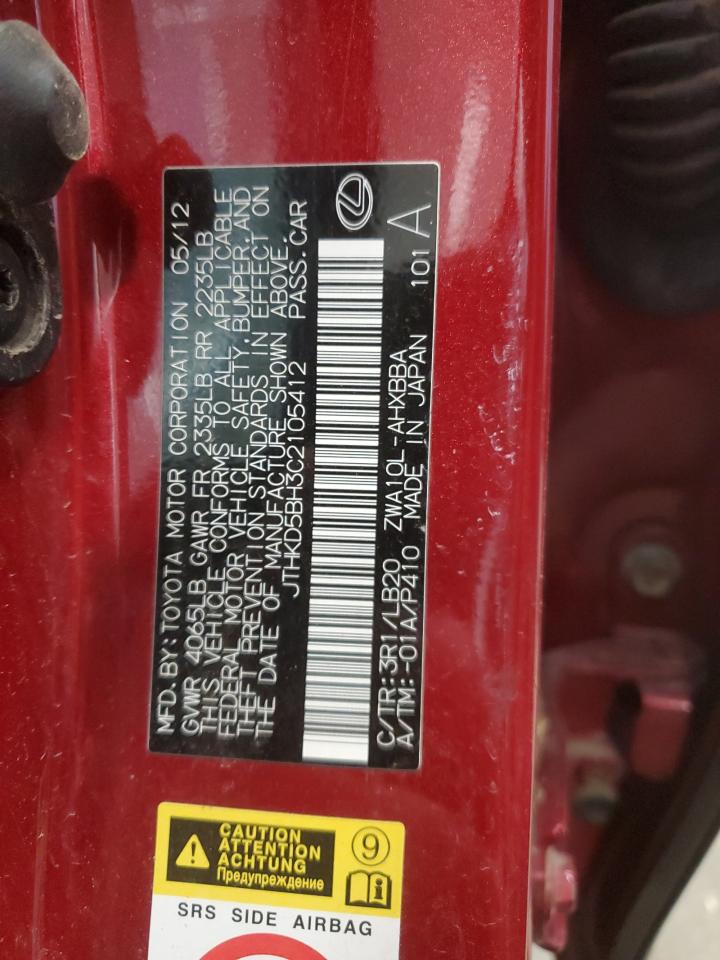 MFD. BY: TOYOTA MOTOR CORPORATION 05/12
GVWR 4065LB GAWR FR 2335LB RR 2235LB
THIS VEHICLE CONFORMS TO ALL APPLICABLE
FEDERAL MOTOR VEHICLE SAFETY, BUMPER, AND
THEFT PREVENTION STANDARDS IN EFFECT ON
THE DATE OF MANUFACTURE SHOWN ABOVE.
JTHKD5BH3C2105412 PASS. CAR
C/TR: 3R1/LB20 ZWA10L-AHXBBA
A/TM: -01A/P410 MADE IN JAPAN 101 A
CAUTION
ATTENTION
ACHTUNG
Предупреждение
9
SRS SIDE AIRBAG